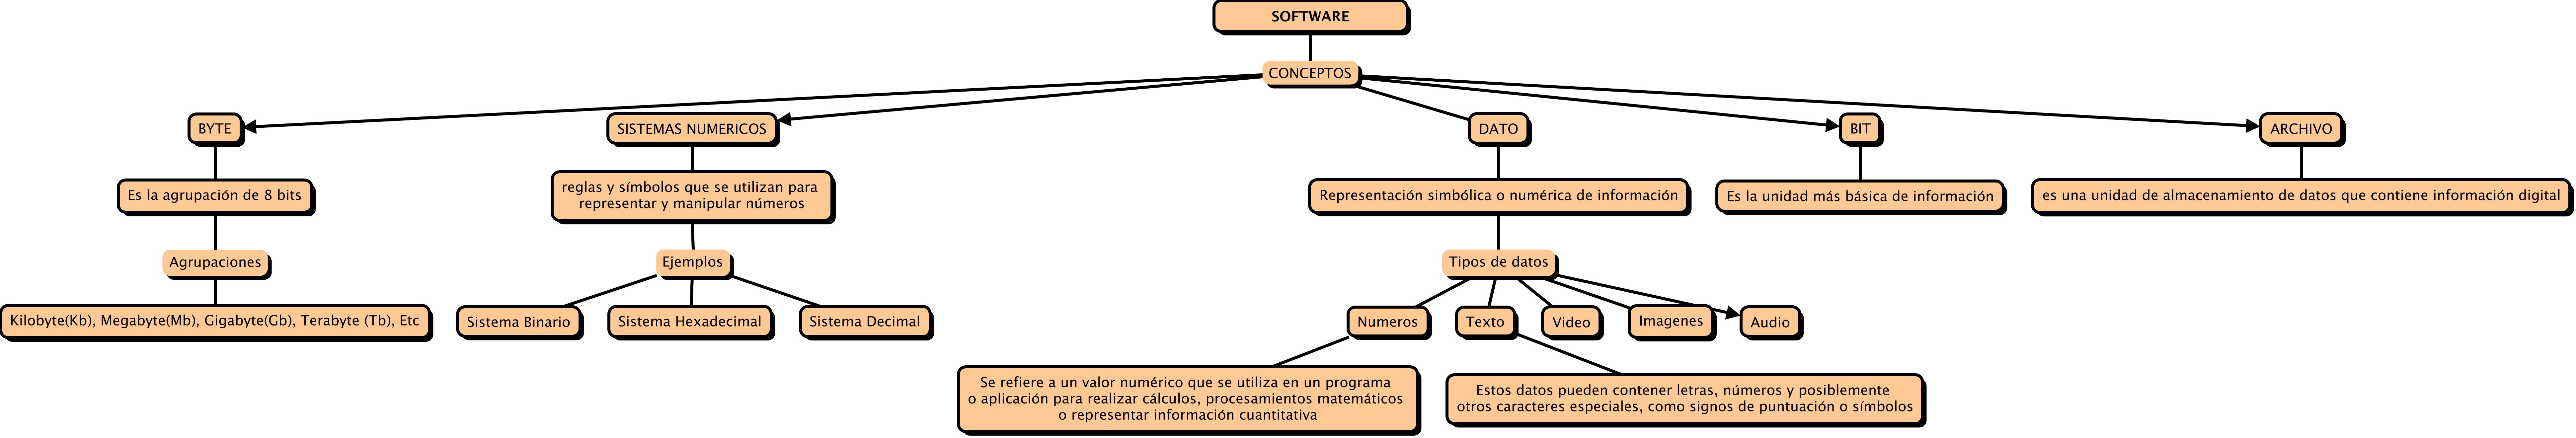 SOFTWARE
CONCEPTOS
BYTE
SISTEMAS NUMERICOS
DATO
BIT
ARCHIVO
Es la agrupación de 8 bits
reglas y símbolos que se utilizan para
representar y manipular números
Representación simbólica o numérica de información
Es la unidad más básica de información
es una unidad de almacenamiento de datos que contiene información digital
Agrupaciones
Ejemplos
Tipos de datos
Kilobyte(Kb), Megabyte(Mb), Gigabyte(Gb), Terabyte (Tb), Etc
Sistema Binario
Sistema Hexadecimal
Sistema Decimal
Numeros
Texto
Video
Imagenes
Audio
Se refiere a un valor numérico que se utiliza en un programa
o aplicación para realizar cálculos, procesamientos matemáticos
o representar información cuantitativa
Estos datos pueden contener letras, números y posiblemente
otros caracteres especiales, como signos de puntuación o símbolos